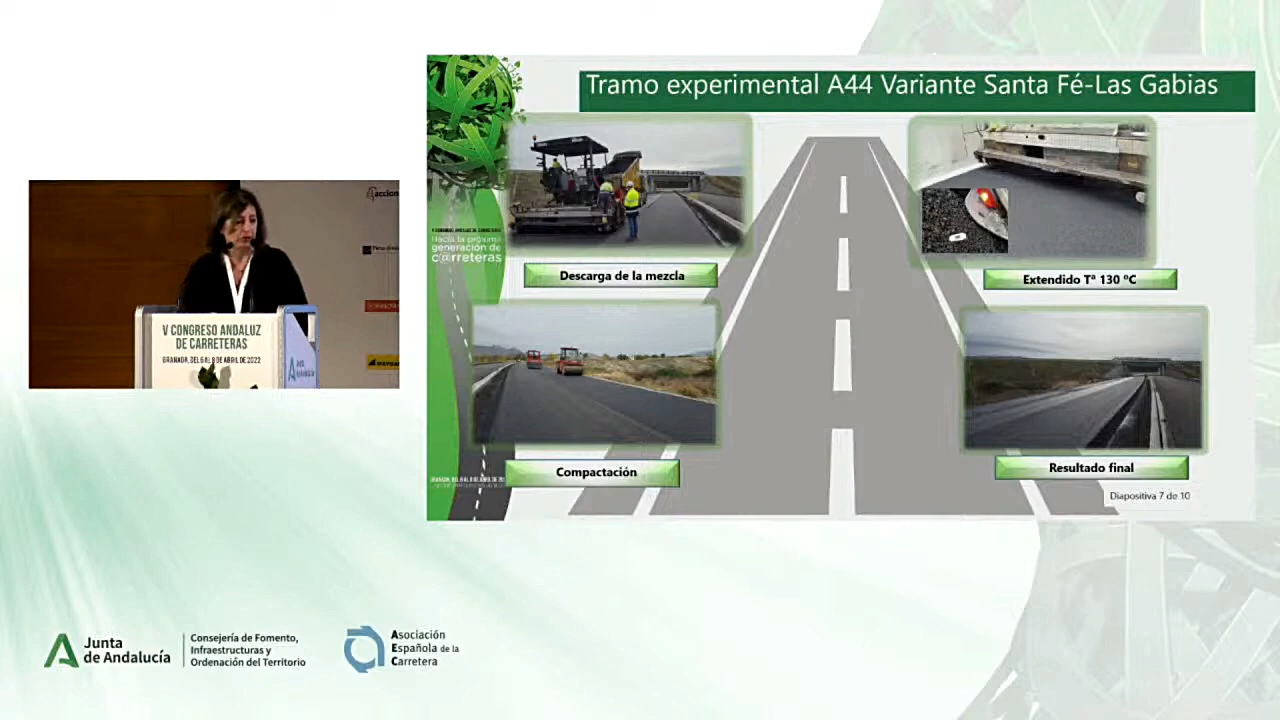 Tramo experimental A44 Variante Santa Fé-Las Gabias
Hacia la próxima
generación de
c@rreteras
Descarga de la mezcla
Extendido Tª 130 ºC
Compactación
Resultado final
Diapositiva 7 de 10
acciona
V CONGRESO ANDALUZ
DE CARRETERAS
GRANADA, DEL 6 AL 8 DE ABRIL DE 2022
Junta
de Andalucía
Consejería de Fomento,
Infraestructuras y
Ordenación del Territorio
Asociación
Española de la
Carretera